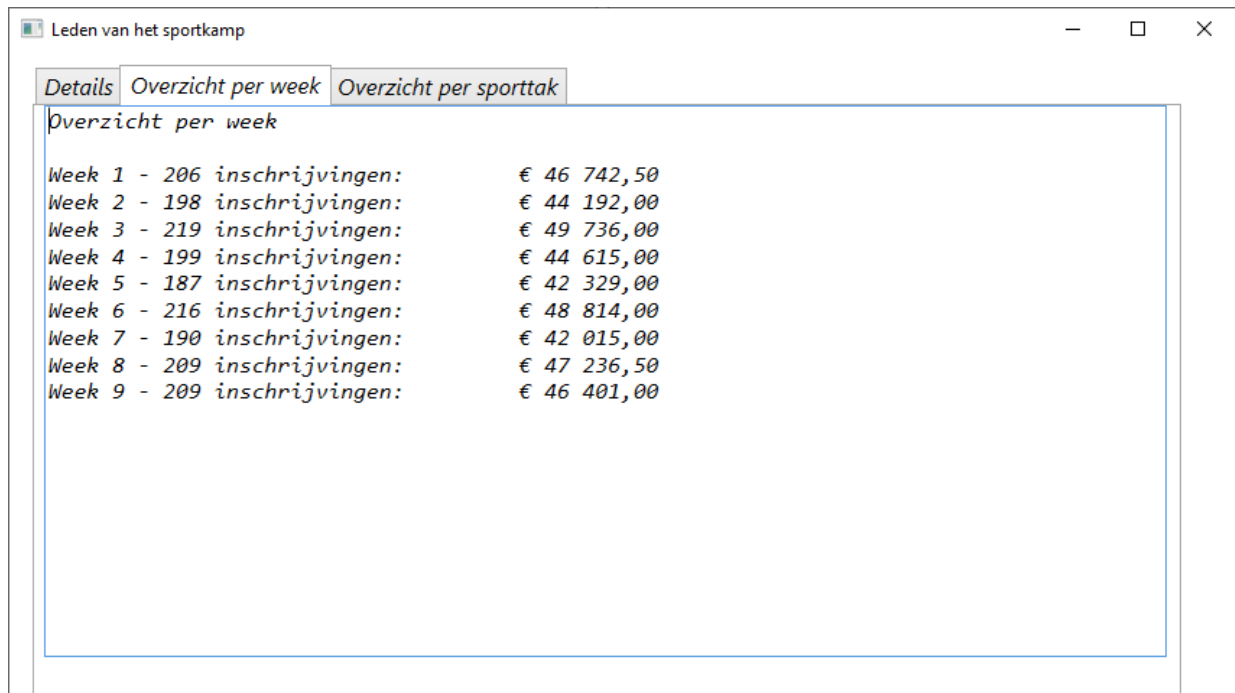 Leden van het sportkamp
Details Overzicht per week Overzicht per sporttak
Overzicht per week
Week 1 - 206 inschrijvingen: € 46 742,50
Week 2 - 198 inschrijvingen: € 44 192,00
Week 3 - 219 inschrijvingen: € 49 736,00
Week 4 - 199 inschrijvingen: € 44 615,00
Week 5 - 187 inschrijvingen: € 42 329,00
Week 6 - 216 inschrijvingen: € 48 814,00
Week 7 - 190 inschrijvingen: € 42 015,00
Week 8 - 209 inschrijvingen: € 47 236,50
Week 9 - 209 inschrijvingen: € 46 401,00